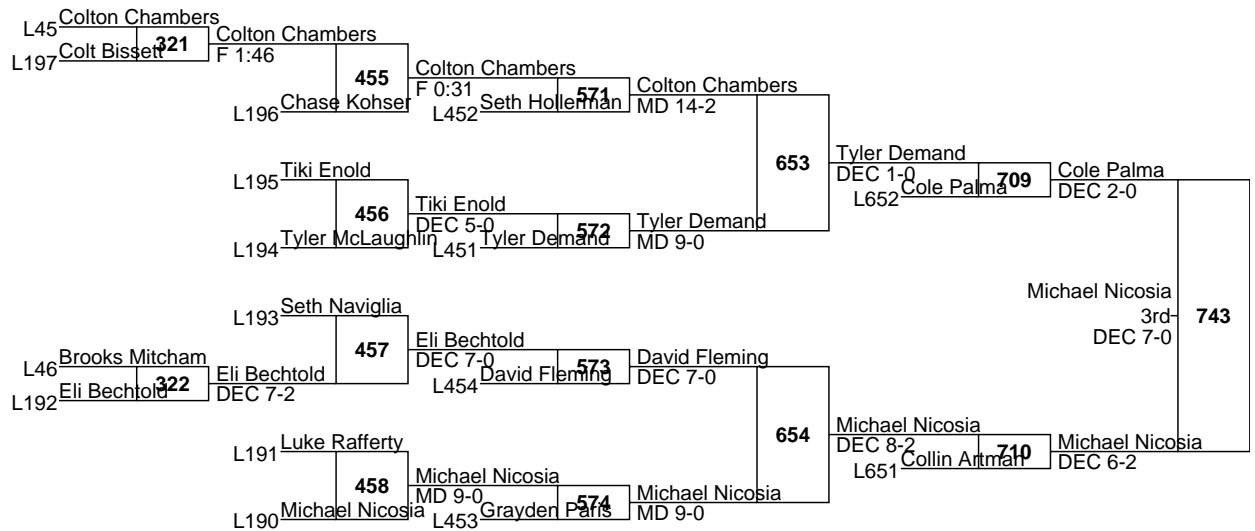 Colton Chambers
L45
321
Colton Chambers
Colt Bissett
F 1:46
L197
455
Colton Chambers
F 0:31
571
Colton Chambers
Chase Kohser
Seth Hollerman
MD 14-2
L196
L452
653
Tyler Demand
DEC 1-0
709
Cole Palma
Tiki Enold
L195
Cole Palma
DEC 2-0
L652
456
Tiki Enold
DEC 5-0
572
Tyler Demand
Tyler McLaughlin
Tyler Demand
MD 9-0
L194
L451
Seth Naviglia
L193
Michael Nicosia
3rd
743
DEC 7-0
457
Eli Bechtold
DEC 7-0
573
David Fleming
Brooks Mitcham
L46
322
Eli Bechtold
David Fleming
DEC 7-0
L454
Eli Bechtold
DEC 7-2
L192
654
Michael Nicosia
DEC 8-2
710
Michael Nicosia
Luke Rafferty
L191
Collin Artman
DEC 6-2
L651
458
Michael Nicosia
MD 9-0
574
Michael Nicosia
Michael Nicosia
Grayden Paris
MD 9-0
L190
L453